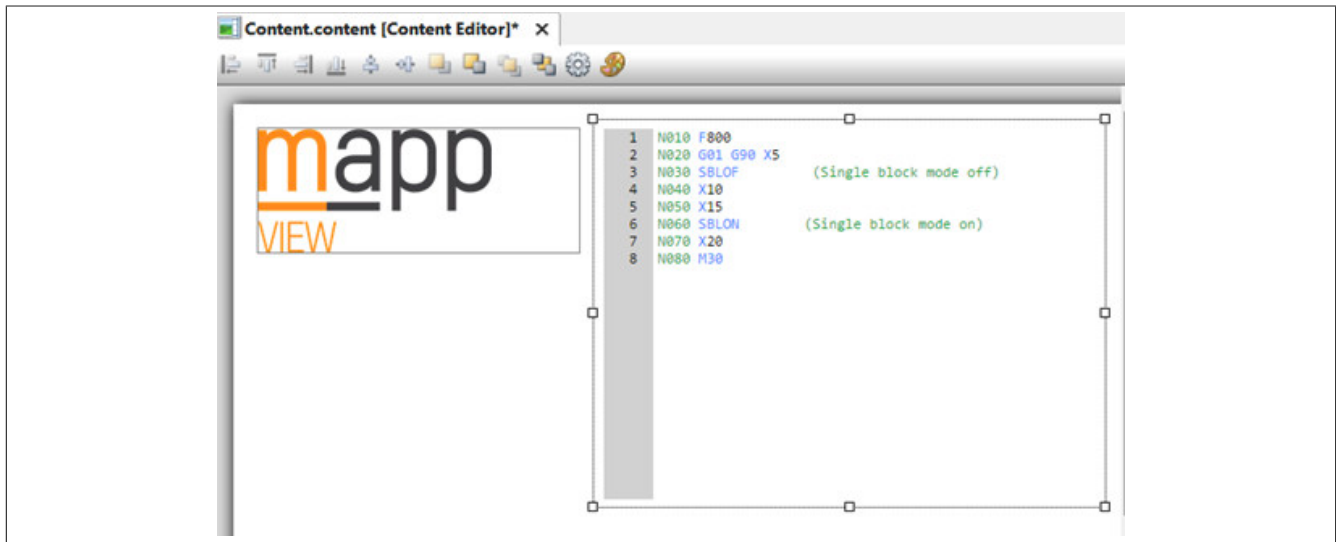 Content.content [Content Editor]* X
mapp
VIEW
1 N010 F800
2 N020 G01 G90 X5
3 N030 SBLOF (Single block mode off)
4 N040 X10
5 N050 X15
6 N060 SBLON (Single block mode on)
7 N070 X20
8 N080 M30